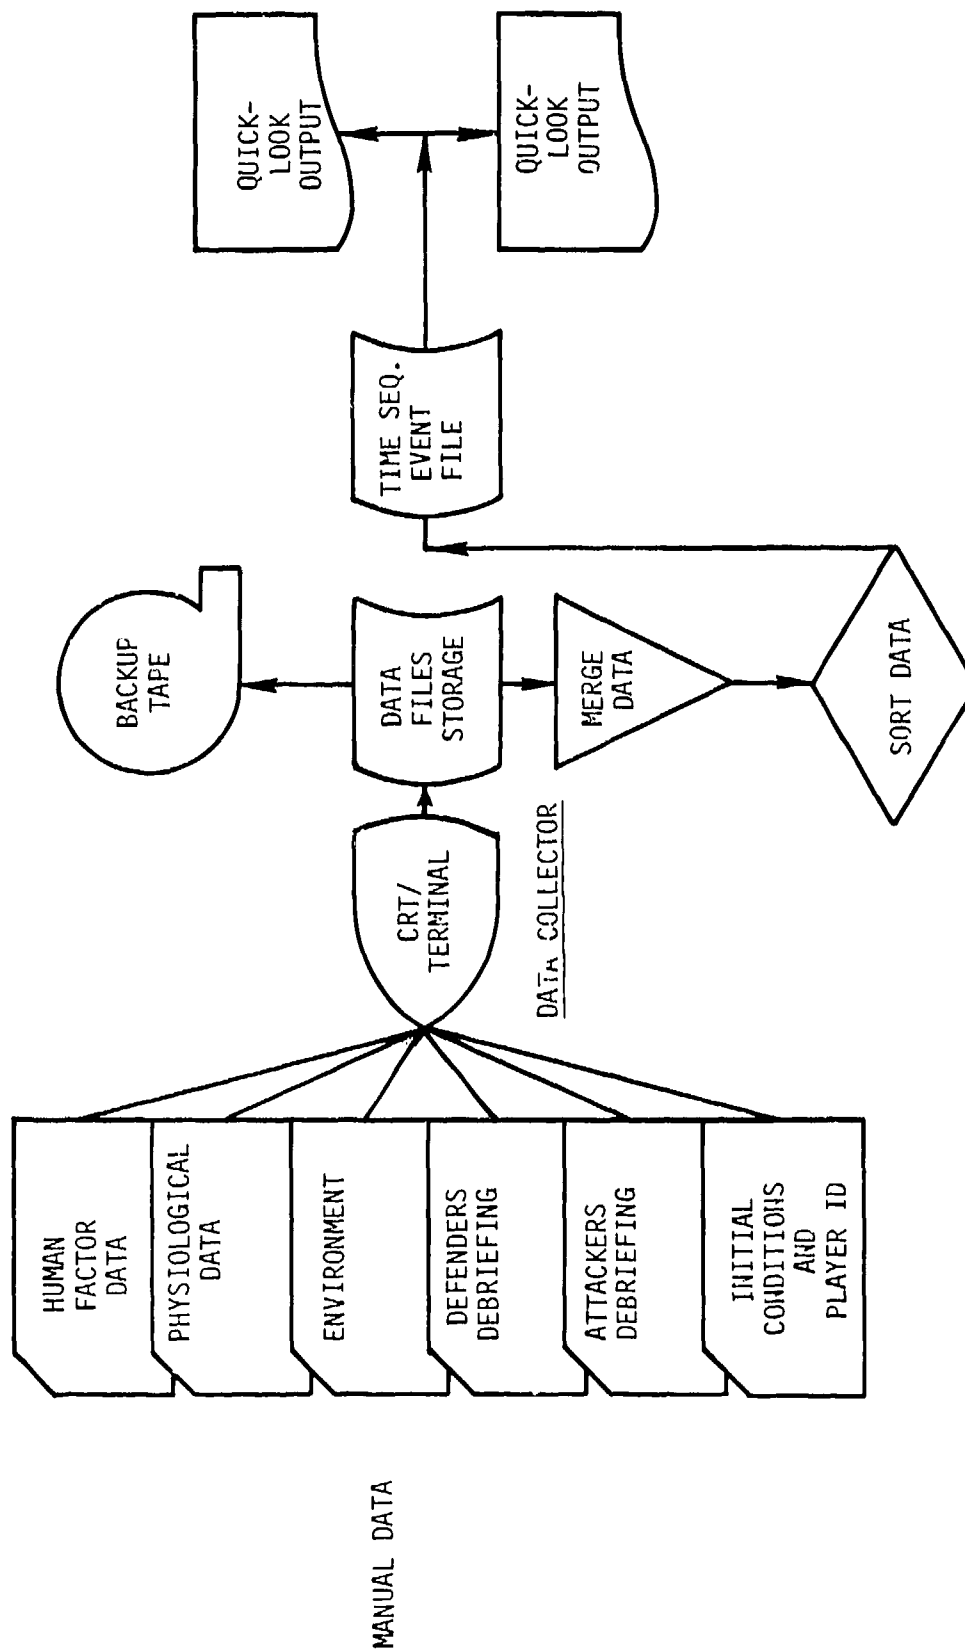 MANUAL DATA
HUMAN
FACTOR
DATA
PHYSIOLOGICAL
DATA
ENVIRONMENT
DEFENDERS
DEBRIEFING
ATTACKERS
DEBRIEFING
INITIAL
CONDITIONS
AND
PLAYER ID
CRT/
TERMINAL
DATA COLLECTOR
BACKUP
TAPE
DATA
FILES
STORAGE
MERGE
DATA
SORT DATA
TIME SEQ.
EVENT
FILE
QUICK-
LOOK
OUTPUT
QUICK-
LOOK
OUTPUT